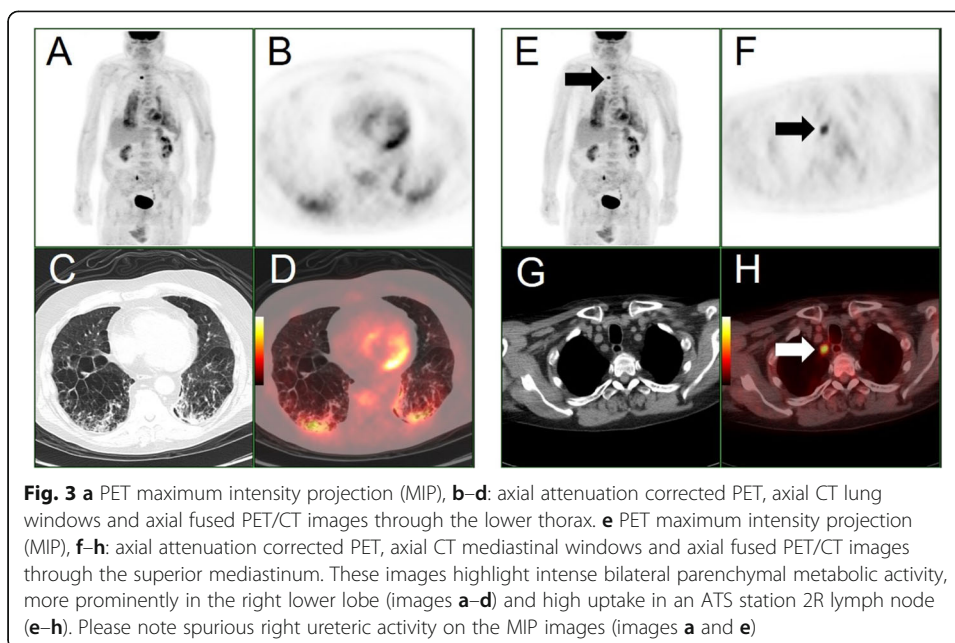 A
B
E
F
C
D
G
H
Fig. 3 a PET maximum intensity projection (MIP), b–d: axial attenuation corrected PET, axial CT lung
windows and axial fused PET/CT images through the lower thorax. e PET maximum intensity projection
(MIP), f–h: axial attenuation corrected PET, axial CT mediastinal windows and axial fused PET/CT images
through the superior mediastinum. These images highlight intense bilateral parenchymal metabolic activity,
more prominently in the right lower lobe (images a–d) and high uptake in an ATS station 2R lymph node
(e–h). Please note spurious right ureteric activity on the MIP images (images a and e)